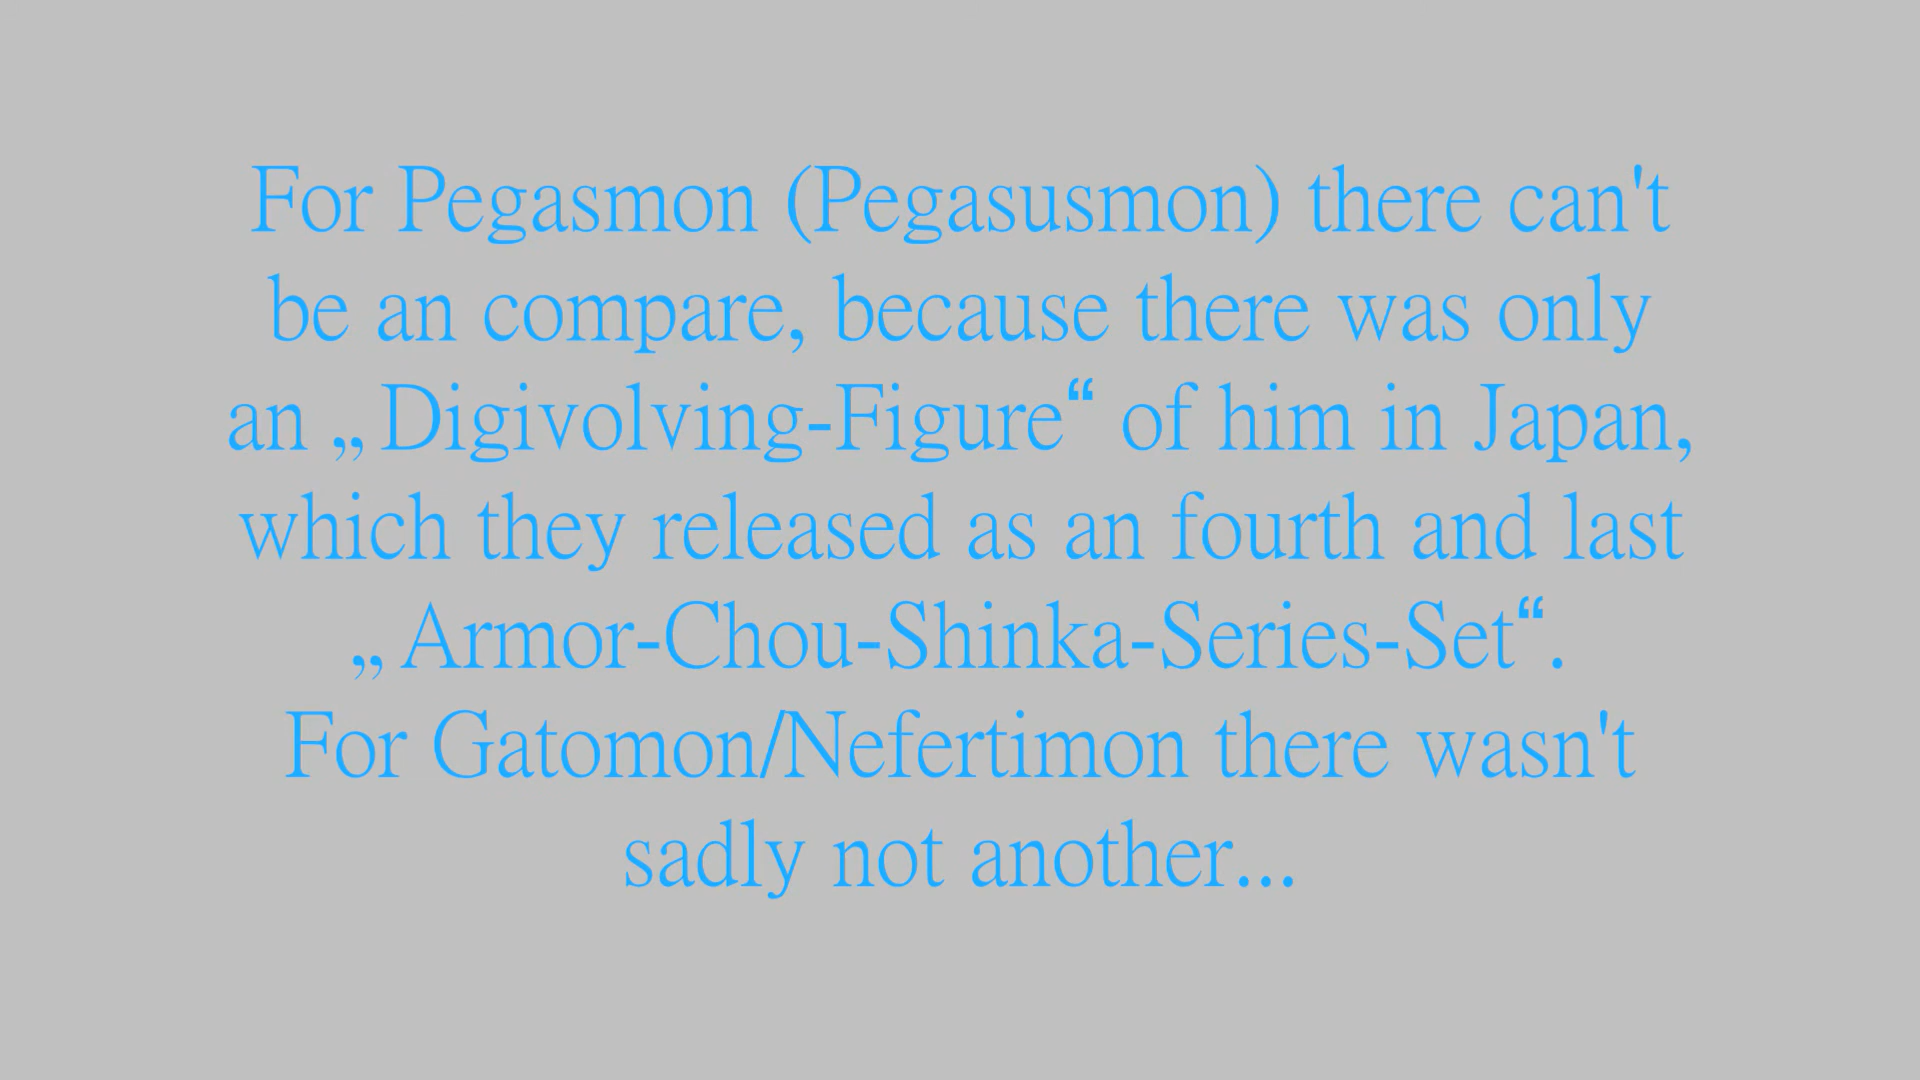 For Pegasmon (Pegasusmon) there can't
be an compare, because there was only
an „Digivolving-Figure“ of him in Japan,
which they released as an fourth and last
„Armor-Chou-Shinka-Series-Set“.
For Gatomon/Nefertimon there wasn't
sadly not another...